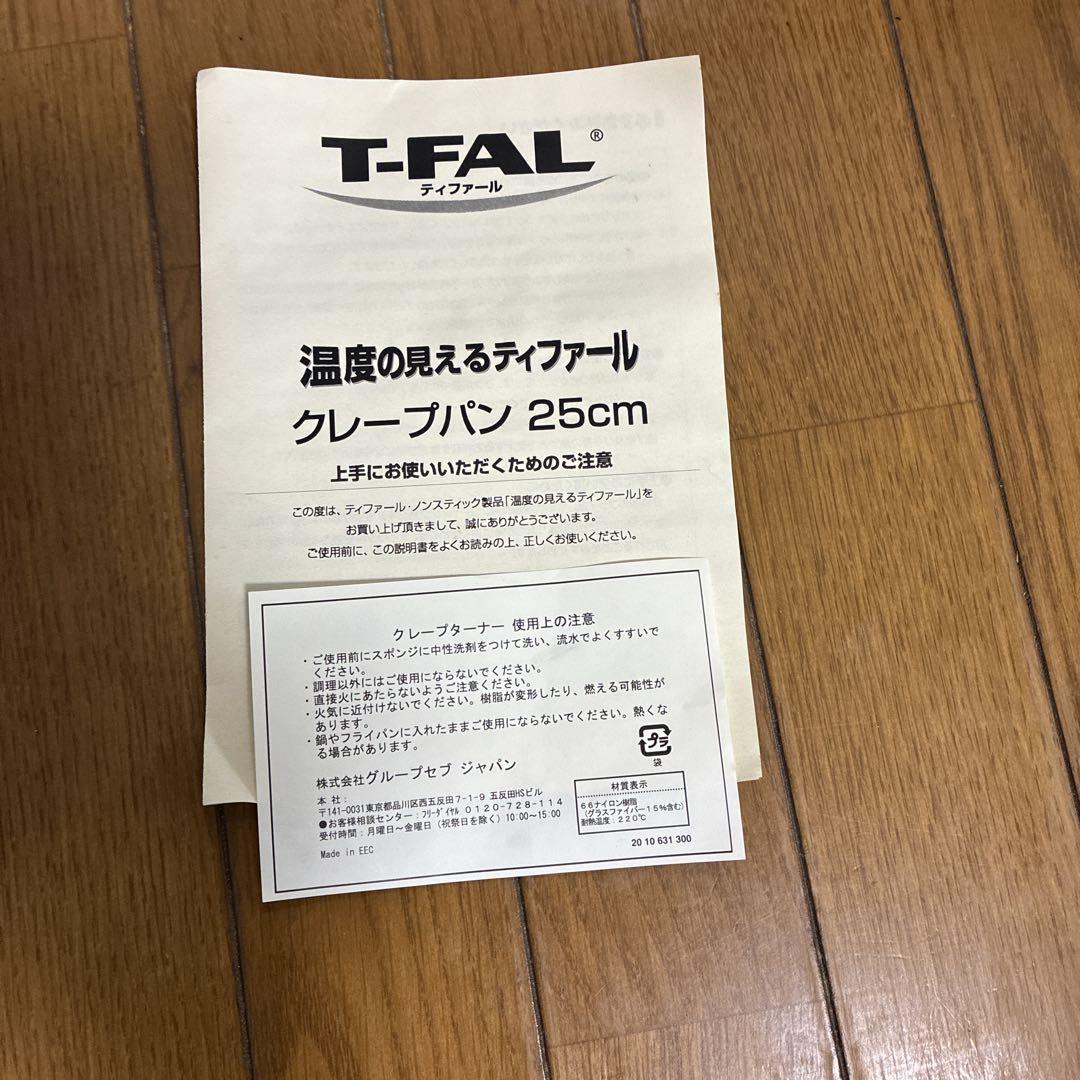 T-FAL®
ティファール
温度の見えるティファール
クレープパン 25cm
上手にお使いいただくためのご注意
この度は、ティファール・ノンスティック製品「温度の見えるティファール」を
お買い上げ頂きまして、誠にありがとうございます。
ご使用前に、この説明書をよくお読みの上、正しくお使いください。
クレープターナー 使用上の注意
・ご使用前にスポンジに中性洗剤をつけて洗い、流水でよくすすいで
ください。
・調理以外にはご使用にならないでください。
・直接火にあたらないようご注意ください。
・火気に近付けないでください。樹脂が変形したり、燃える可能性が
あります。
・鍋やフライパンに入れたままご使用にならないでください。熱くな
る場合があります。
プラ
袋
株式会社グループセブ ジャパン
本 社：
〒141-0031東京都品川区西五反田7-1-9 五反田HSビル
●お客様相談センター：フリーダイヤル 0120-728-114
受付時間：月曜日～金曜日（祝祭日を除く）10:00～15:00
Made in EEC
材質表示
66ナイロン樹脂
（グラスファイバー15%含む）
耐熱温度：220℃
20 10 631 300